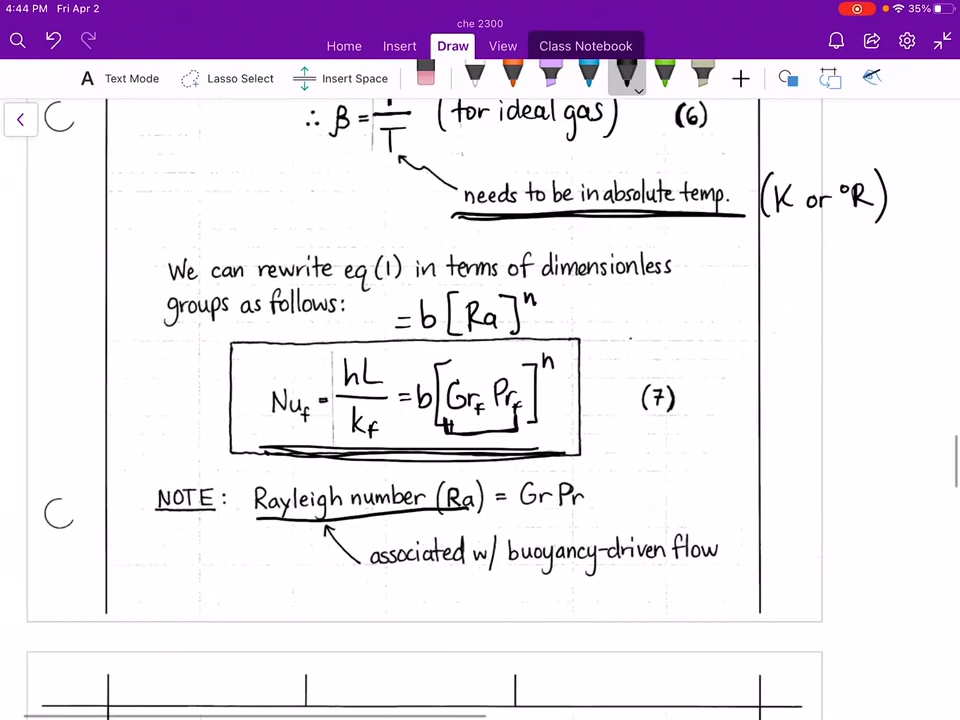 4:44 PM Fri Apr 2
35%
che 2300
Home Insert Draw View Class Notebook
Text Mode Lasso Select Insert Space
∴ β = 1/T (for ideal gas) (6)
needs to be in absolute temp. (K or °R)
We can rewrite eq (1) in terms of dimensionless
groups as follows:
= b [Ra]^n
Nu_f = hL/k_f = b[Gr_f Pr_f]^n (7)
NOTE: Rayleigh number (Ra) = Gr Pr
associated w/ buoyancy-driven flow